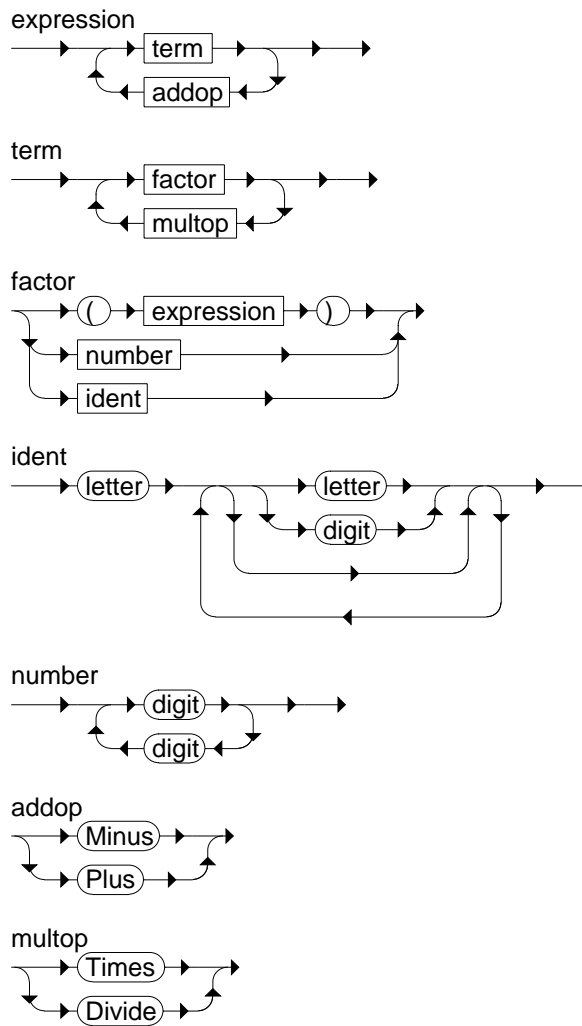 expression
term
addop
term
factor
multop
factor
( expression )
number
ident
ident
letter letter
digit
number
digit
digit
addop
Minus
Plus
multop
Times
Divide